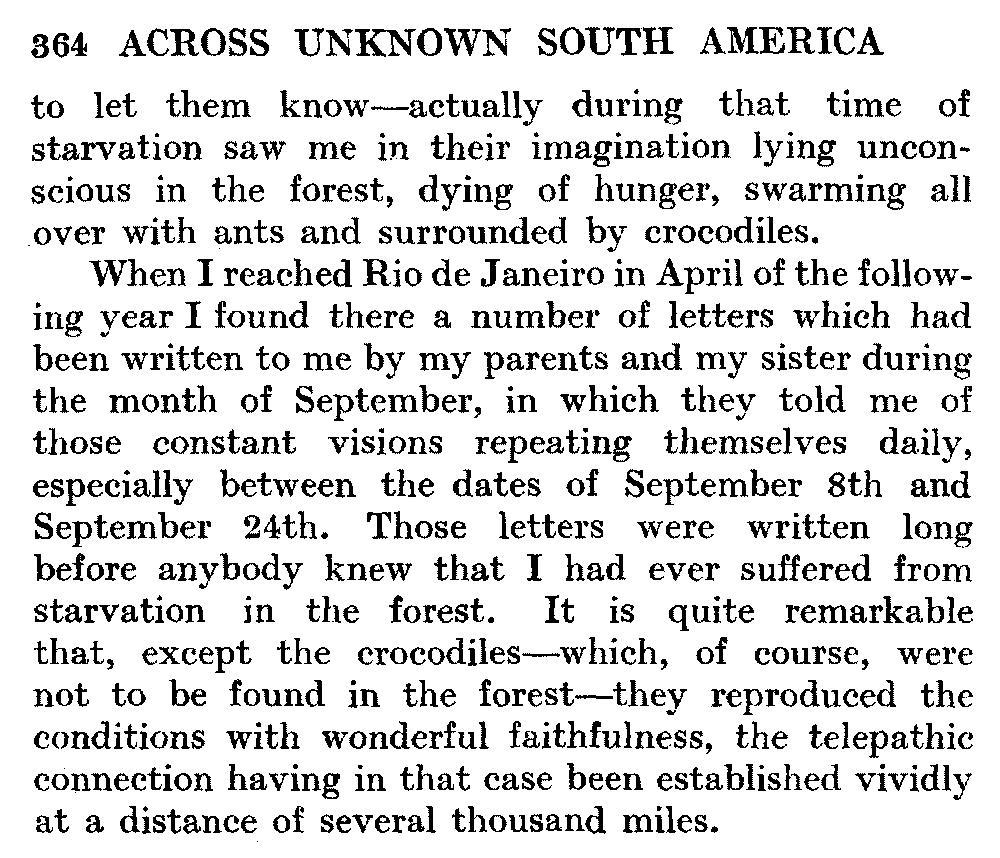 364 ACROSS UNKNOWN SOUTH AMERICA
to let them know—actually during that time of
starvation saw me in their imagination lying uncon-
scious in the forest, dying of hunger, swarming all
over with ants and surrounded by crocodiles.
When I reached Rio de Janeiro in April of the follow-
ing year I found there a number of letters which had
been written to me by my parents and my sister during
the month of September, in which they told me of
those constant visions repeating themselves daily,
especially between the dates of September 8th and
September 24th. Those letters were written long
before anybody knew that I had ever suffered from
starvation in the forest. It is quite remarkable
that, except the crocodiles—which, of course, were
not to be found in the forest—they reproduced the
conditions with wonderful faithfulness, the telepathic
connection having in that case been established vividly
at a distance of several thousand miles.